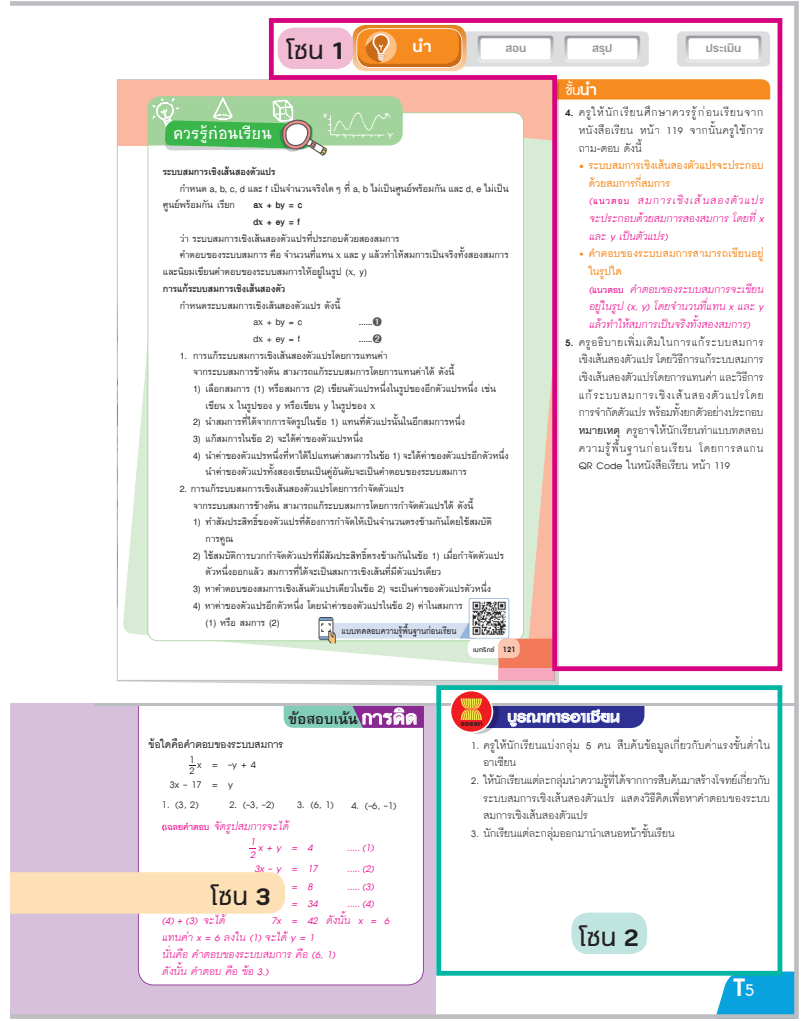 โซน 1
นำ
สอน
สรุป
ประเมิน
ควรรู้ก่อนเรียน
ระบบสมการเชิงเส้นสองตัวแปร
กำหนด a, b, c, d และ f เป็นจำนวนจริงใด ๆ ที่ a, b ไม่เป็นศูนย์พร้อมกัน และ d, e ไม่เป็น
ศูนย์พร้อมกัน เรียก ax + by = c
dx + ey = f
ว่า ระบบสมการเชิงเส้นสองตัวแปรที่ประกอบด้วยสองสมการ
คำตอบของระบบสมการ คือ จำนวนที่แทน x และ y แล้วทำให้สมการเป็นจริงทั้งสองสมการ
และนิยมเขียนคำตอบของระบบสมการให้อยู่ในรูป (x, y)
การแก้ระบบสมการเชิงเส้นสองตัว
กำหนดระบบสมการเชิงเส้นสองตัวแปร ดังนี้
ax + by = c ......❶
dx + ey = f ......❷
1. การแก้ระบบสมการเชิงเส้นสองตัวแปรโดยการแทนค่า
จากระบบสมการข้างต้น สามารถแก้ระบบสมการโดยการแทนค่าได้ ดังนี้
1) เลือกสมการ (1) หรือสมการ (2) เขียนตัวแปรหนึ่งในรูปของอีกตัวแปรหนึ่ง เช่น
เขียน x ในรูปของ y หรือเขียน y ในรูปของ x
2) นำสมการที่ได้จากการจัดรูปในข้อ 1) แทนที่ตัวแปรนั้นในอีกสมการหนึ่ง
3) แก้สมการในข้อ 2) จะได้ค่าของตัวแปรหนึ่ง
4) นำค่าของตัวแปรหนึ่งที่หาได้ไปแทนค่าสมการในข้อ 1) จะได้ค่าของตัวแปรอีกตัวหนึ่ง
นำค่าของตัวแปรทั้งสองเขียนเป็นคู่อันดับจะเป็นคำตอบของระบบสมการ
2. การแก้ระบบสมการเชิงเส้นสองตัวแปรโดยการกำจัดตัวแปร
จากระบบสมการข้างต้น สามารถแก้ระบบสมการโดยการกำจัดตัวแปรได้ ดังนี้
1) ทำสัมประสิทธิ์ของตัวแปรที่ต้องการกำจัดให้เป็นจำนวนตรงข้ามกันโดยใช้สมบัติ
การคูณ
2) ใช้สมบัติการบวกกำจัดตัวแปรที่มีสัมประสิทธิ์ตรงข้ามกันในข้อ 1) เมื่อกำจัดตัวแปร
ตัวหนึ่งออกแล้ว สมการที่ได้จะเป็นสมการเชิงเส้นที่มีตัวแปรเดียว
3) หาคำตอบของสมการเชิงเส้นตัวแปรเดียวในข้อ 2) จะเป็นค่าของตัวแปรตัวหนึ่ง
4) หาค่าของตัวแปรอีกตัวหนึ่ง โดยนำค่าของตัวแปรในข้อ 2) ค่าในสมการ
(1) หรือ สมการ (2)
แบบทดสอบความรู้พื้นฐานก่อนเรียน
เมทริกซ์ 121
ขั้นนำ
4. ครูให้นักเรียนศึกษาควรรู้ก่อนเรียนจาก
หนังสือเรียน หน้า 119 จากนั้นครูใช้การ
ถาม-ตอบ ดังนี้
• ระบบสมการเชิงเส้นสองตัวแปรจะประกอบ
ด้วยสมการกี่สมการ
(แนวตอบ สมการเชิงเส้นสองตัวแปร
จะประกอบด้วยสมการสองสมการ โดยที่ x
และ y เป็นตัวแปร)
• คำตอบของระบบสมการสามารถเขียนอยู่
ในรูปใด
(แนวตอบ คำตอบของระบบสมการจะเขียน
อยู่ในรูป (x, y) โดยจำนวนที่แทน x และ y
แล้วทำให้สมการเป็นจริงทั้งสองสมการ)
5. ครูอธิบายเพิ่มเติมในการแก้ระบบสมการ
เชิงเส้นสองตัวแปร โดยวิธีการแก้ระบบสมการ
เชิงเส้นสองตัวแปรโดยการแทนค่า และวิธีการ
แก้ระบบสมการเชิงเส้นสองตัวแปรโดย
การจำกัดตัวแปร พร้อมทั้งยกตัวอย่างประกอบ
หมายเหตุ ครูอาจให้นักเรียนทำแบบทดสอบ
ความรู้พื้นฐานก่อนเรียน โดยการสแกน
QR Code ในหนังสือเรียน หน้า 119
ข้อสอบเน้น การคิด
ข้อใดคือคำตอบของระบบสมการ
½x = -y + 4
3x - 17 = y
1. (3, 2) 2. (-3, -2) 3. (6, 1) 4. (-6, -1)
(เฉลยคำตอบ จัดรูปสมการจะได้
½x + y = 4 ..... (1)
3x - y = 17 ..... (2)
= 8 ..... (3)
= 34 ..... (4)
(4) + (3) จะได้ 7x = 42 ดังนั้น x = 6
แทนค่า x = 6 ลงใน (1) จะได้ y = 1
นั่นคือ คำตอบของระบบสมการ คือ (6, 1)
ดังนั้น คำตอบ คือ ข้อ 3.)
โซน 3
asean
บูรณาการอาเซียน
1. ครูให้นักเรียนแบ่งกลุ่ม 5 คน สืบค้นข้อมูลเกี่ยวกับค่าแรงขั้นต่ำใน
อาเซียน
2. ให้นักเรียนแต่ละกลุ่มนำความรู้ที่ได้จากการสืบค้นมาสร้างโจทย์เกี่ยวกับ
ระบบสมการเชิงเส้นสองตัวแปร แสดงวิธีคิดเพื่อหาคำตอบของระบบ
สมการเชิงเส้นสองตัวแปร
3. นักเรียนแต่ละกลุ่มออกมานำเสนอหน้าชั้นเรียน
โซน 2
T5